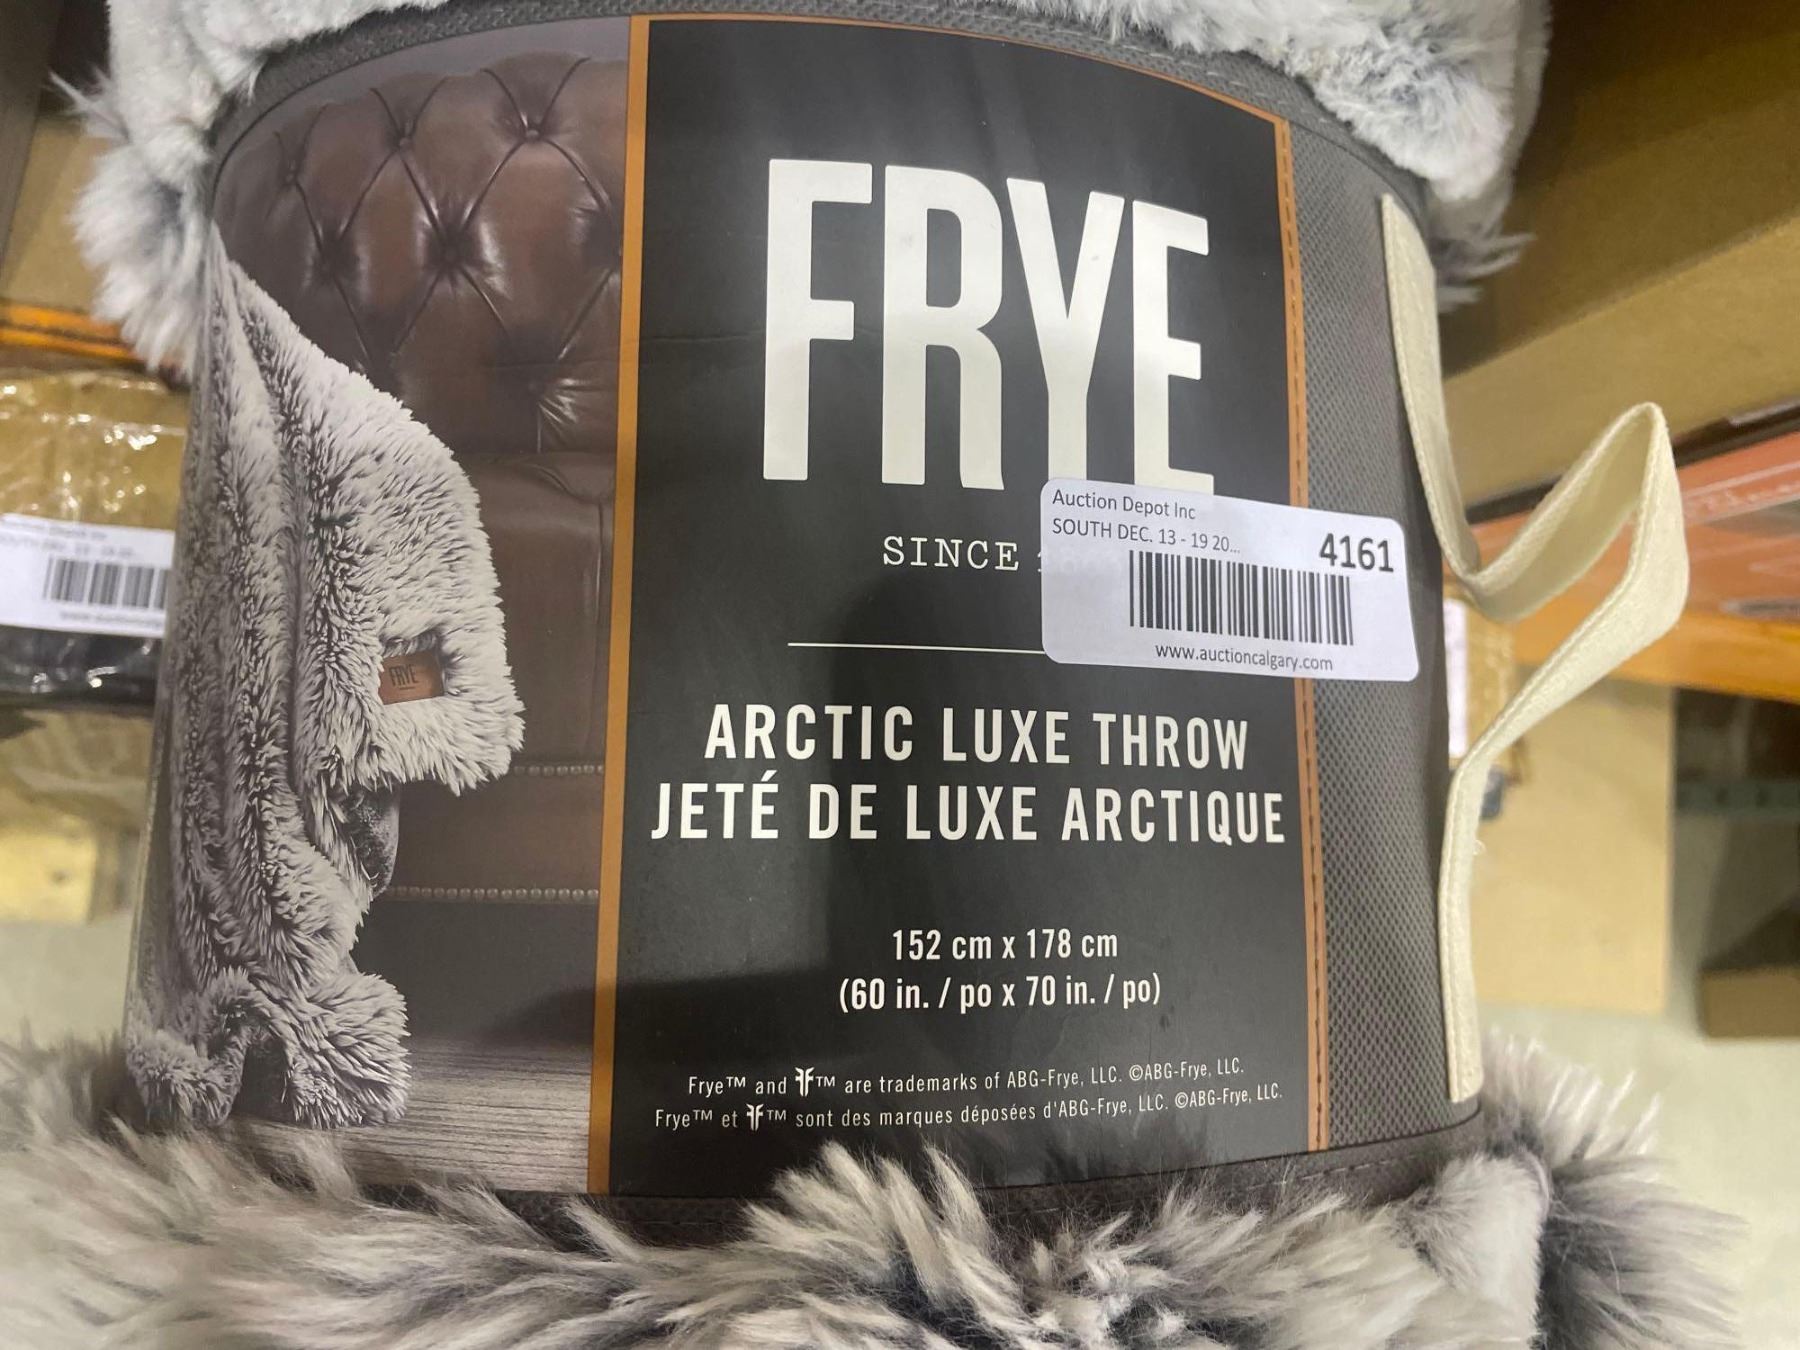 FRYE
SINCE
Auction Depot Inc
SOUTH DEC. 13 - 19 20...
4161
www.auctioncalgary.com
FRYE
ARCTIC LUXE THROW
JETÉ DE LUXE ARCTIQUE
152 cm x 178 cm
(60 in. / po x 70 in. / po)
Frye™ and ™ are trademarks of ABG-Frye, LLC. ©ABG-Frye, LLC.
Frye™ et ™ sont des marques déposées d'ABG-Frye, LLC. ©ABG-Frye, LLC.